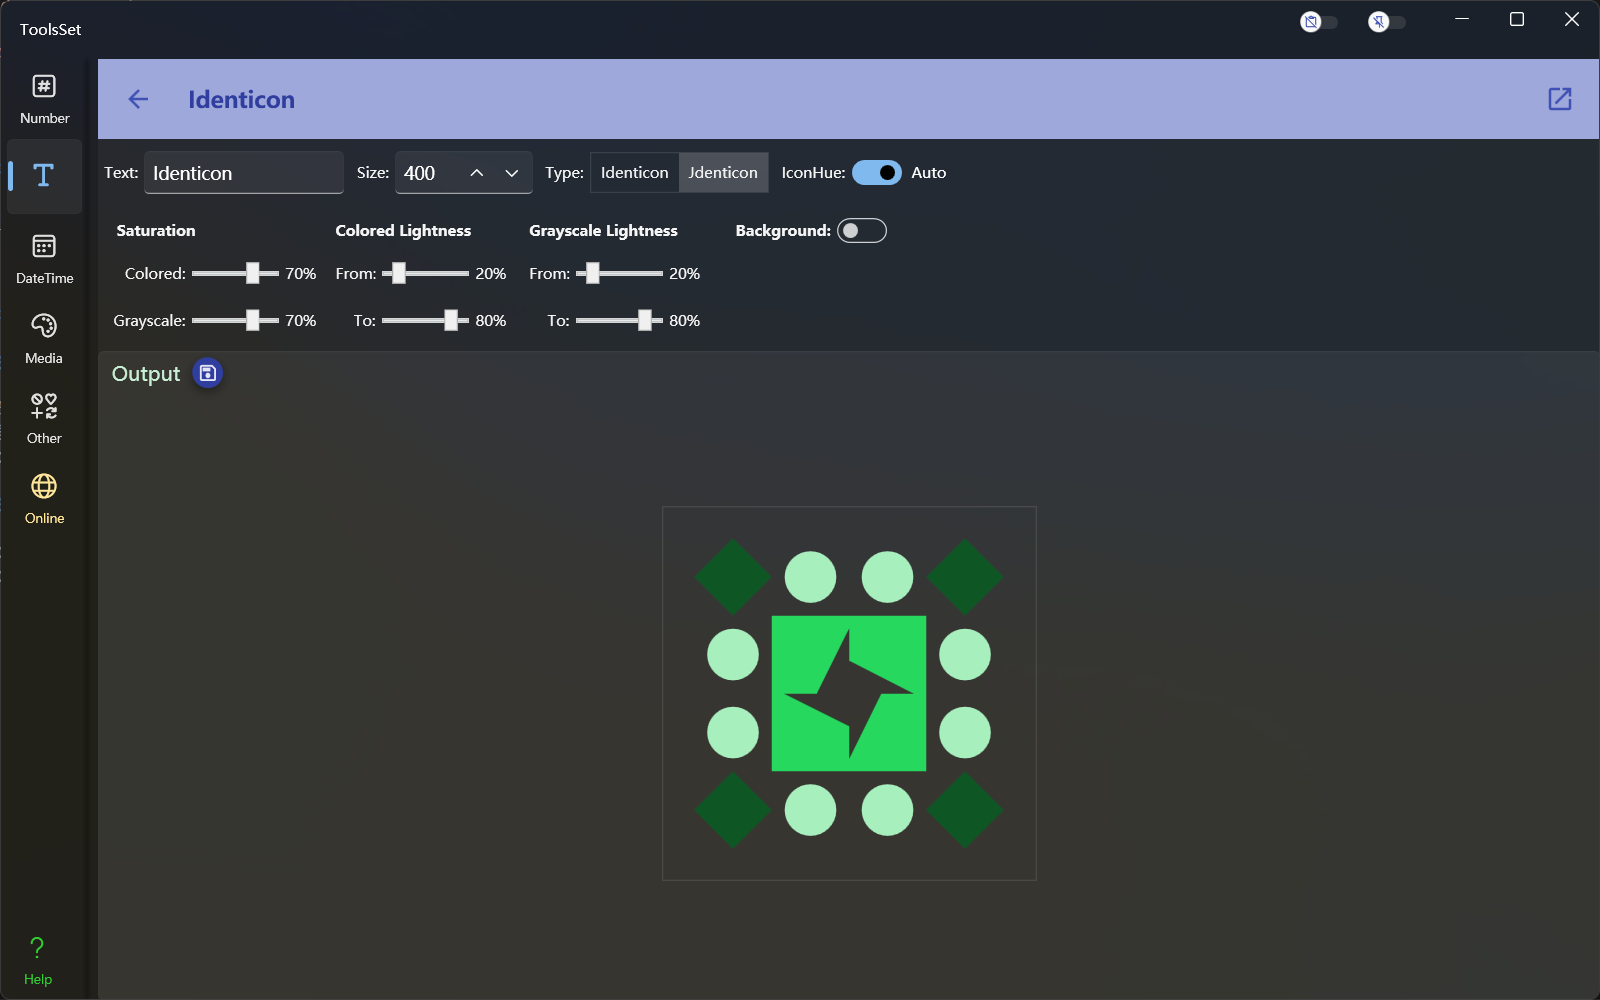 ToolsSet
Number
T
DateTime
Media
Other
Online
Help
Identicon
Text: Identicon Size: 400 Type: Identicon Jdenticon IconHue: Auto
Saturation Colored Lightness Grayscale Lightness Background:
Colored: 70% From: 20% From: 20%
Grayscale: 70% To: 80% To: 80%
Output